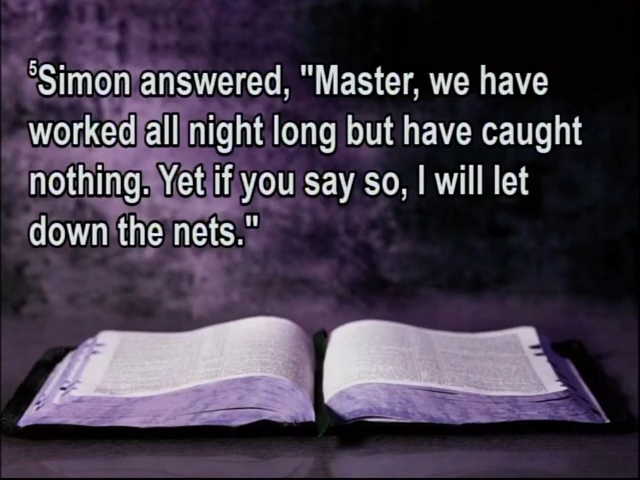 5Simon answered, "Master, we have
worked all night long but have caught
nothing. Yet if you say so, I will let
down the nets."